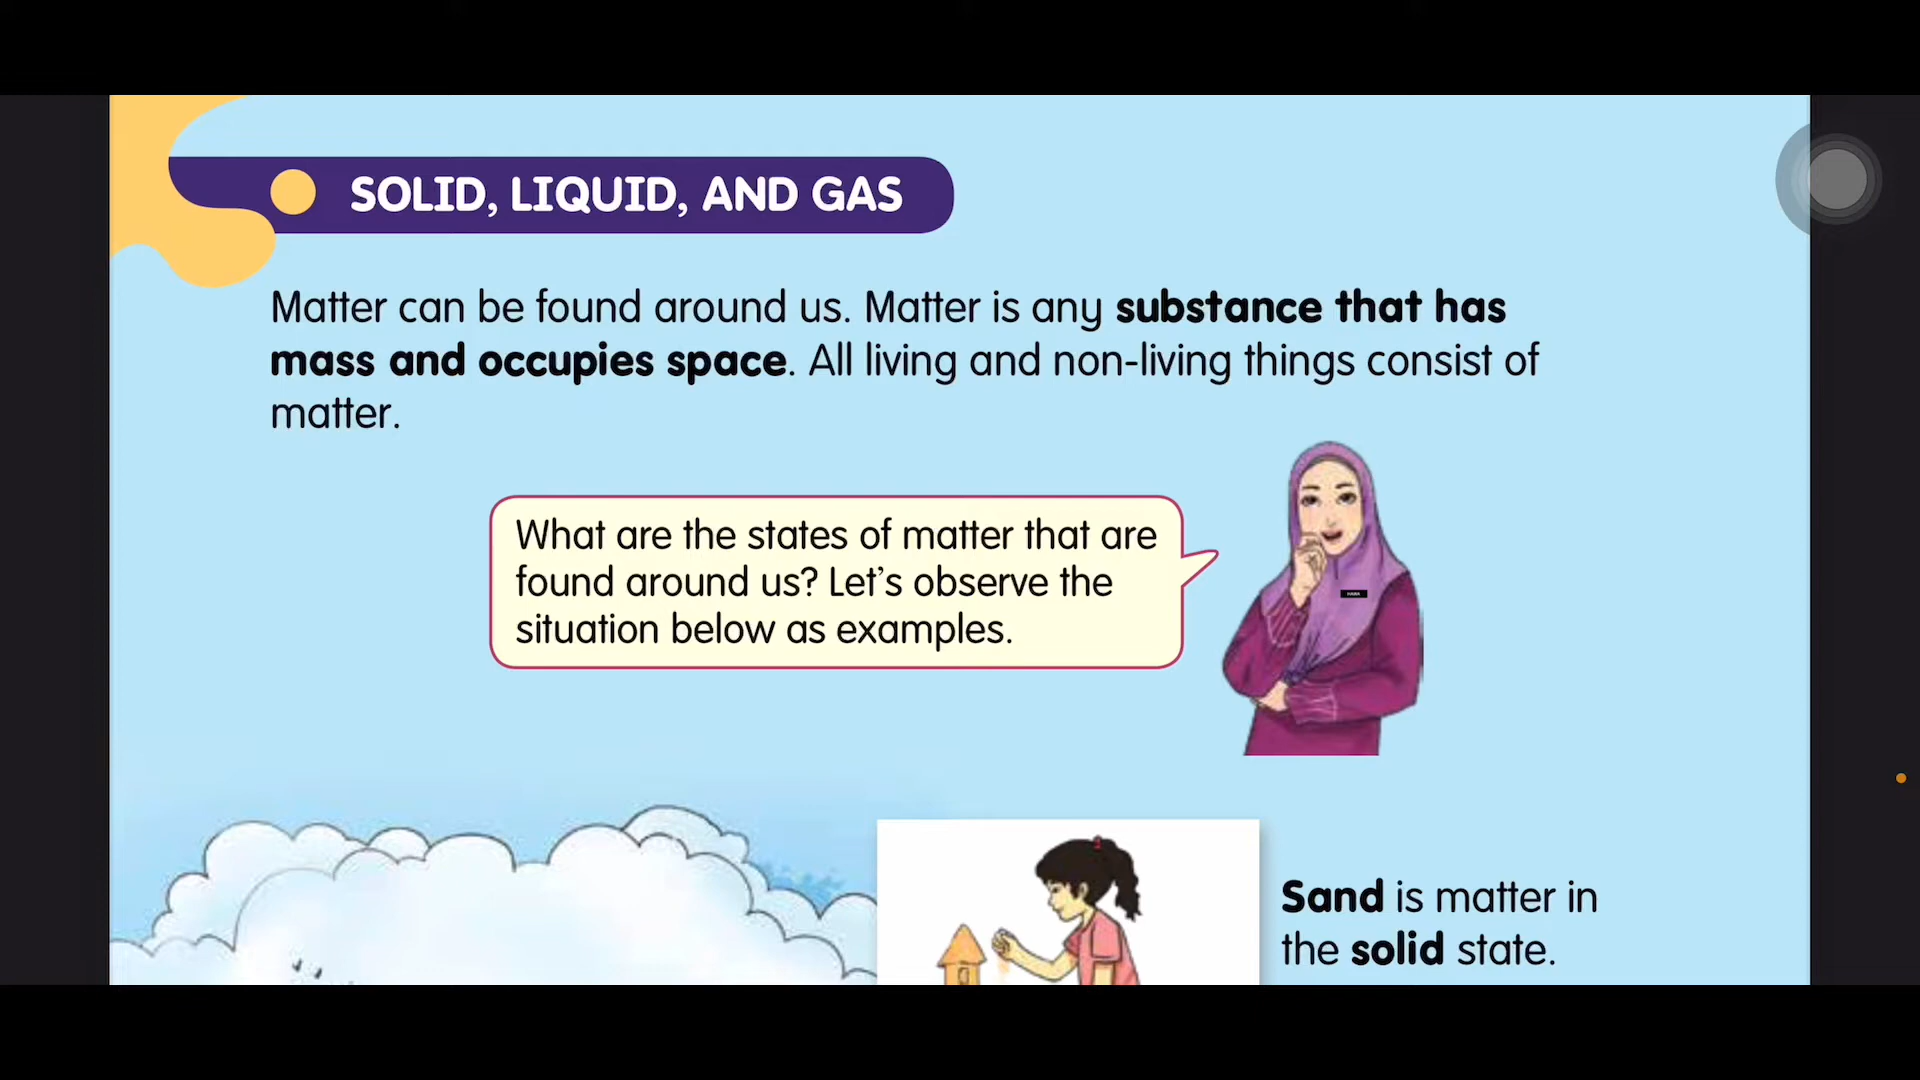 SOLID, LIQUID, AND GAS
Matter can be found around us. Matter is any substance that has
mass and occupies space. All living and non-living things consist of
matter.
What are the states of matter that are
found around us? Let’s observe the
situation below as examples.
Sand is matter in
the solid state.